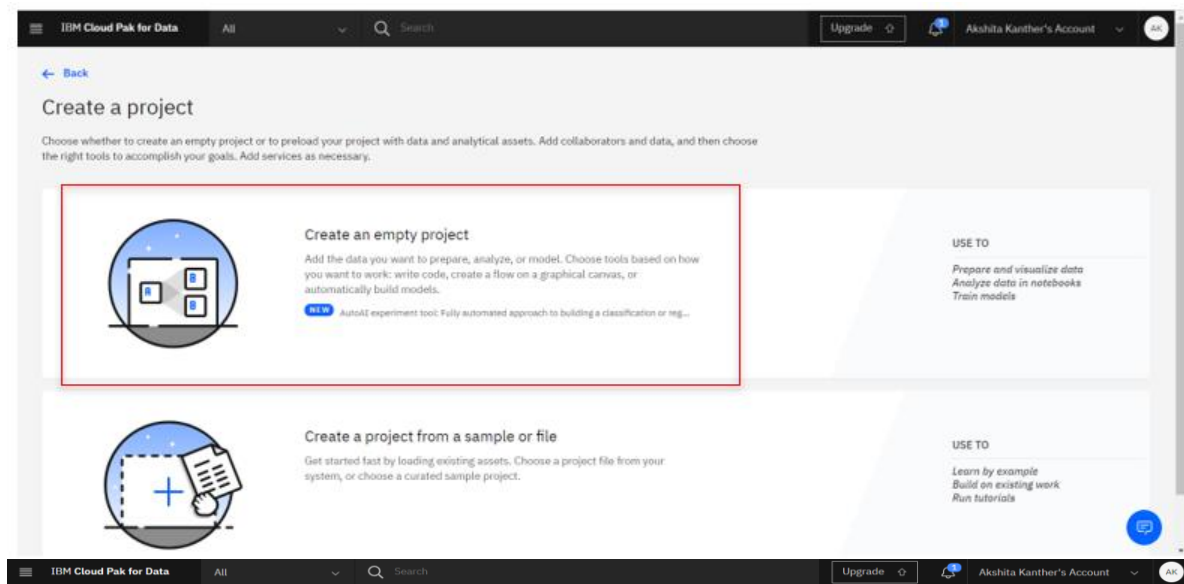 IBM Cloud Pak for Data All Search Upgrade 1 Akshita Kanther's Account AK
← Back
Create a project
Choose whether to create an empty project or to preload your project with data and analytical assets. Add collaborators and data, and then choose
the right tools to accomplish your goals. Add services as necessary.
Create an empty project
Add the data you want to prepare, analyze, or model. Choose tools based on how
you want to work: write code, create a flow on a graphical canvas, or
automatically build models.
NEW AutoAI experiment tool: Fully automated approach to building a classification or reg...
A
B
B
USE TO
Prepare and visualize data
Analyze data in notebooks
Train models
Create a project from a sample or file
Get started fast by loading existing assets. Choose a project file from your
system, or choose a curated sample project.
USE TO
Learn by example
Build on existing work
Run tutorials
IBM Cloud Pak for Data All Search Upgrade 1 Akshita Kanther's Account AK